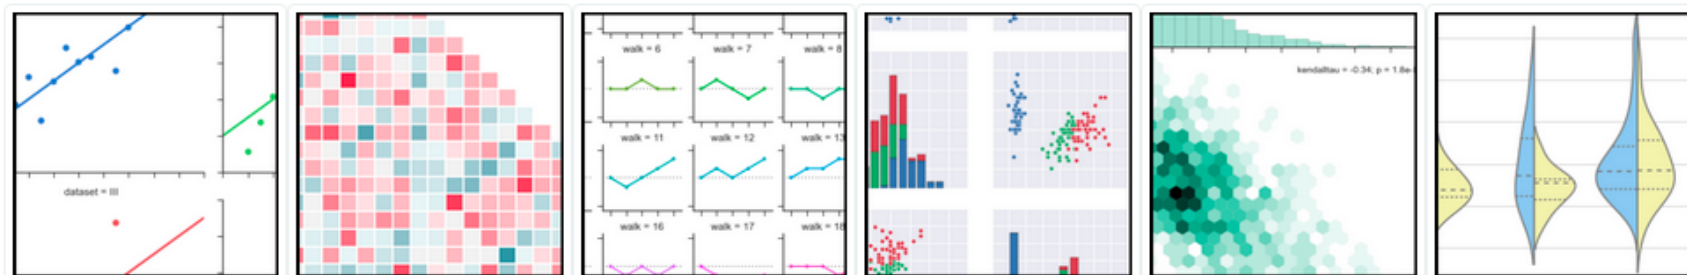 walk = 6
walk = 7
walk = 8
kendalltau = -0.34; p = 1.8e-
walk = 11
walk = 12
walk = 13
dataset = III
walk = 16
walk = 17
walk = 18